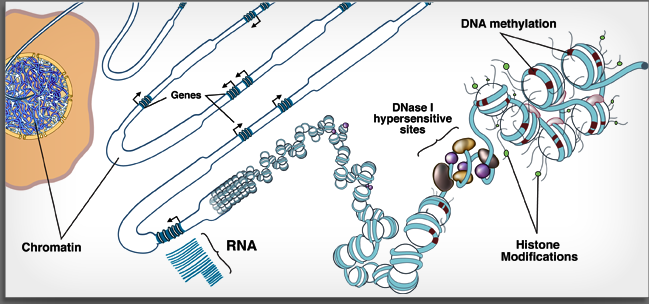 DNA methylation
Genes
DNase I
hypersensitive
sites
Chromatin
RNA
Histone
Modifications